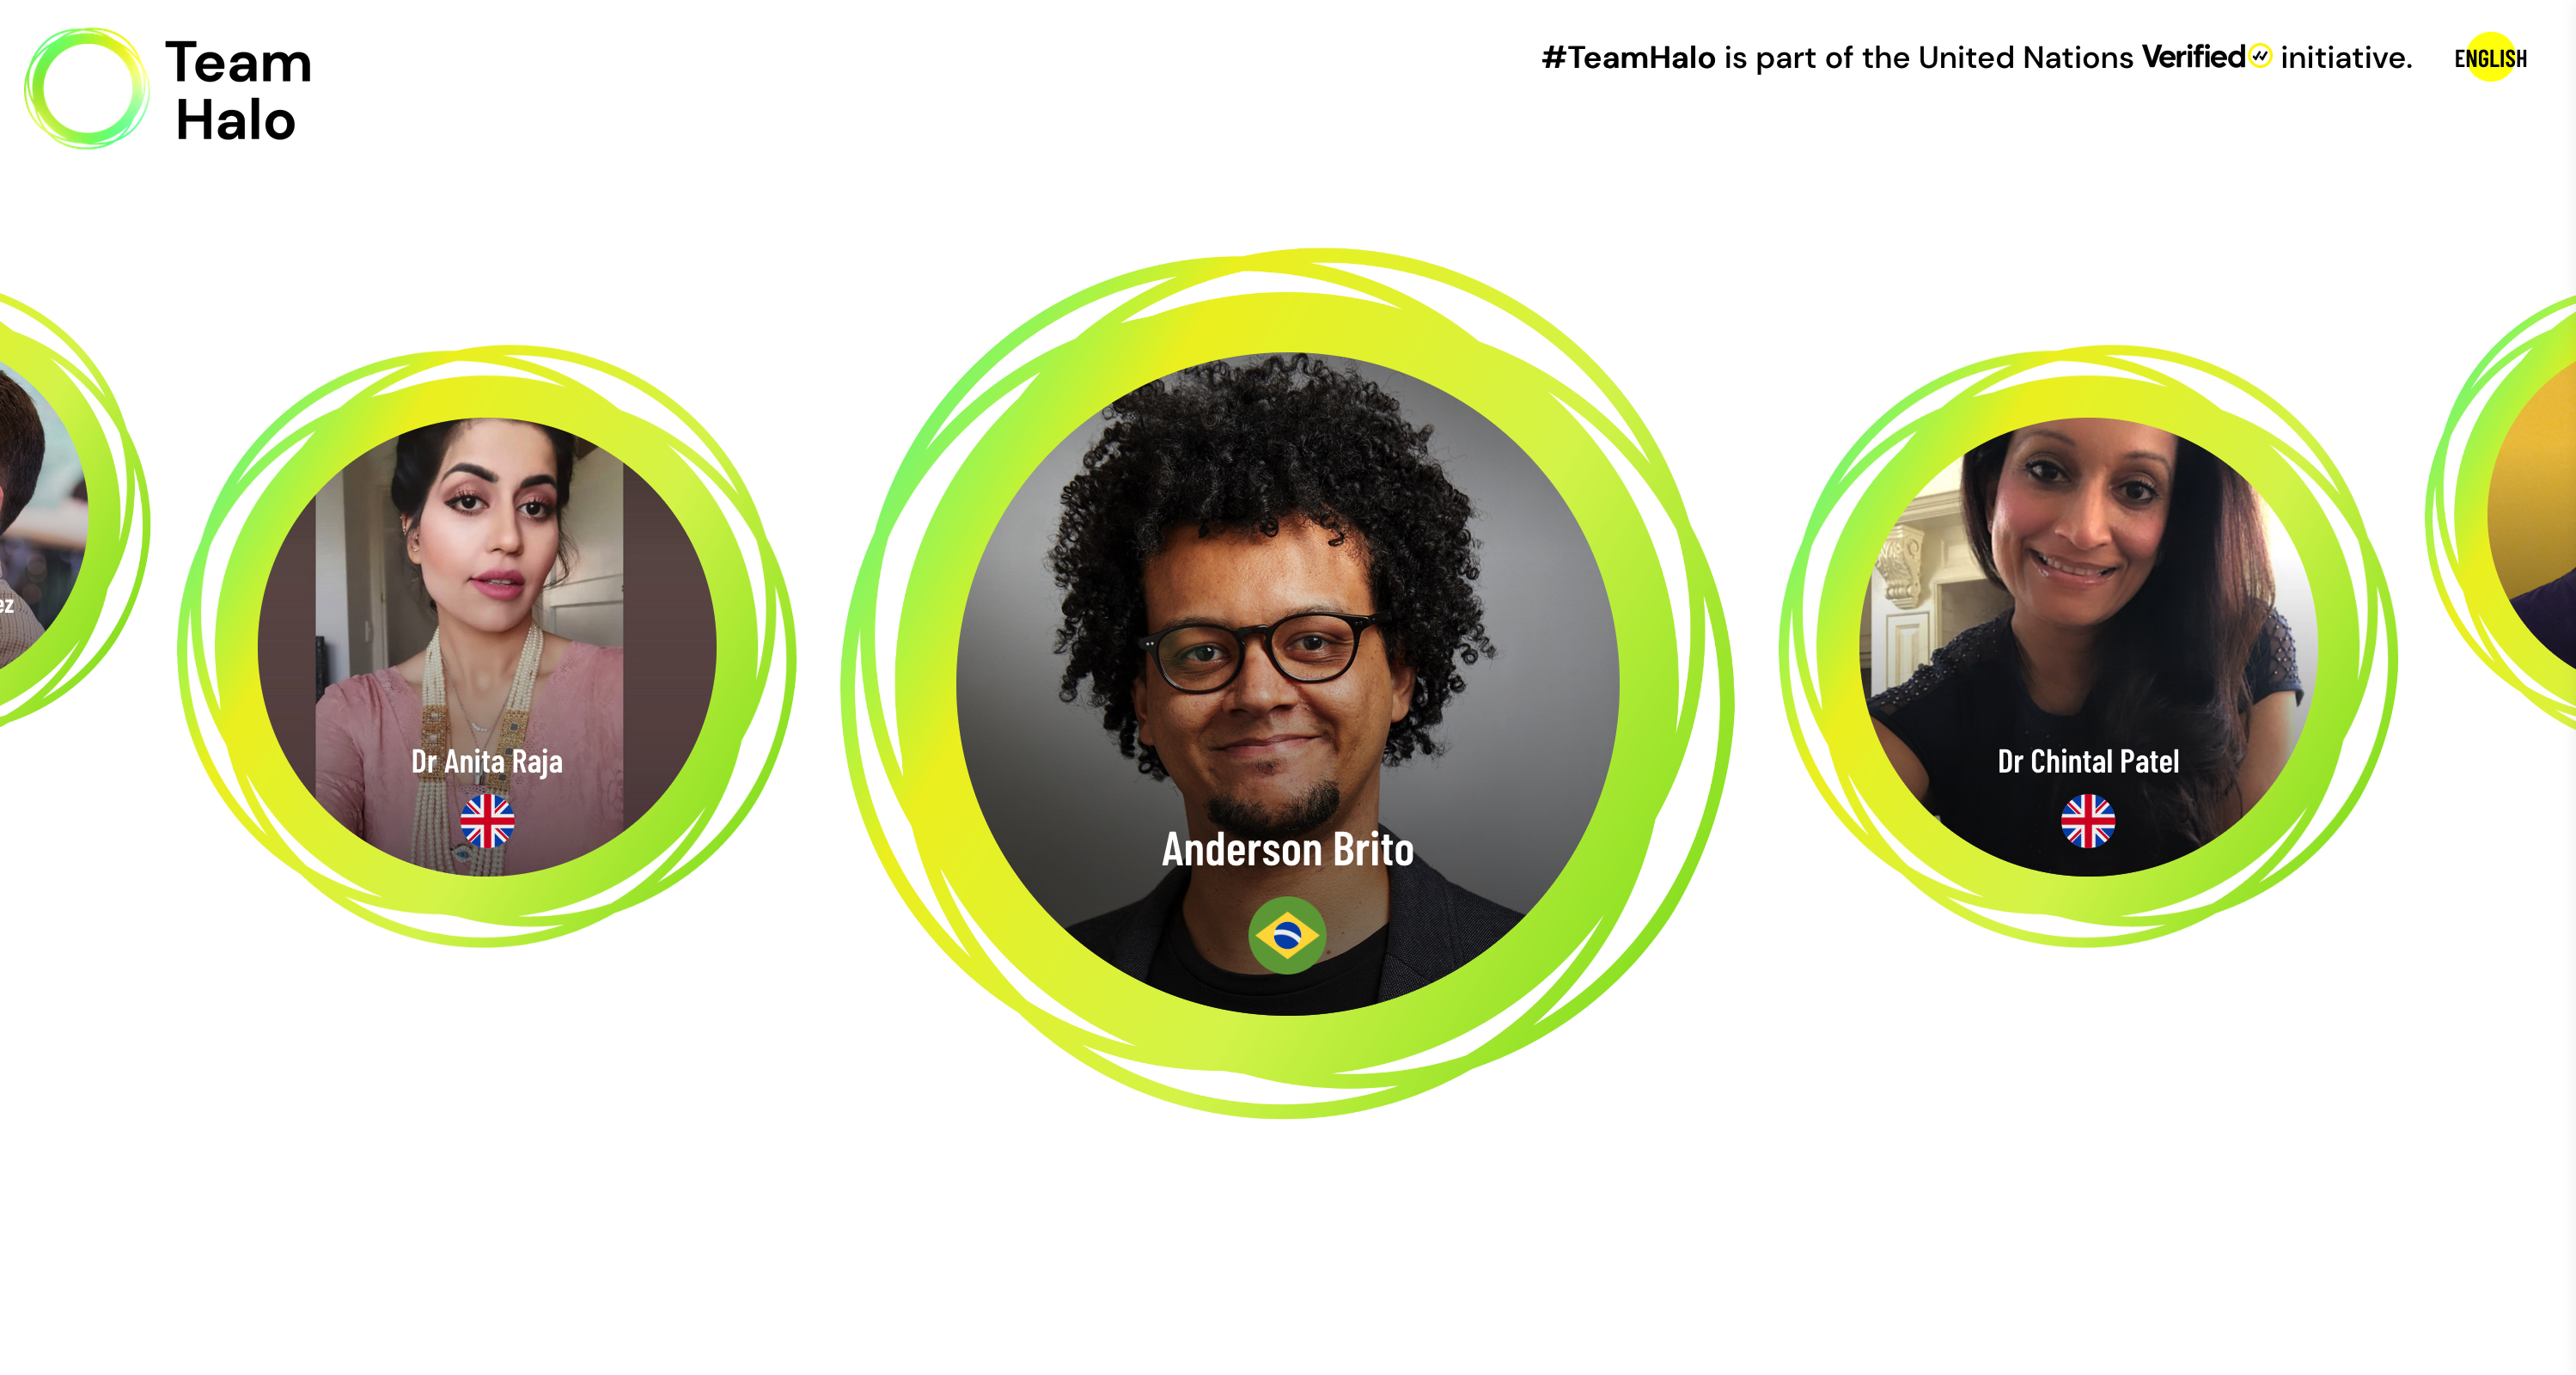 Team
Halo
#TeamHalo is part of the United Nations Verified initiative.
ENGLISH
Dr Anita Raja
Anderson Brito
Dr Chintal Patel